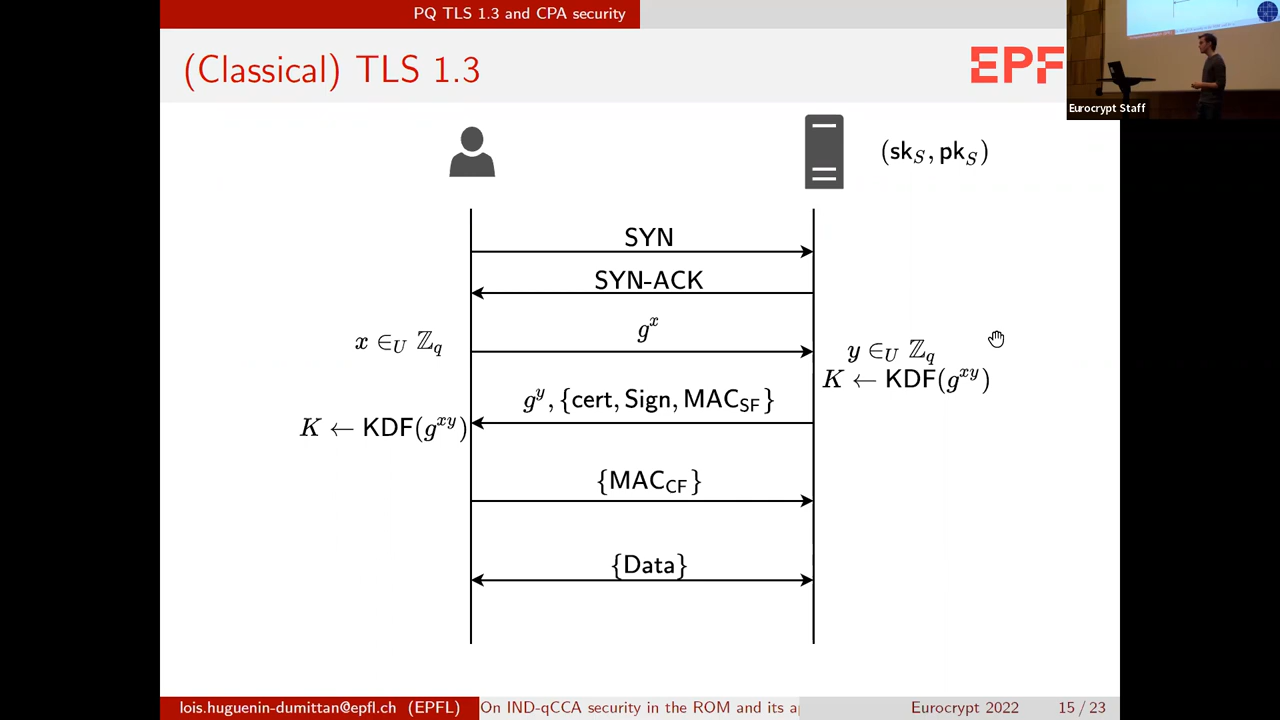 PQ TLS 1.3 and CPA security
(Classical) TLS 1.3
EPF
Eurocrypt Staff
(sk_S, pk_S)
SYN
SYN-ACK
g^x
x ∈_U ℤ_q
y ∈_U ℤ_q
K ← KDF(g^{xy})
g^y, {cert, Sign, MAC_SF}
K ← KDF(g^{xy})
{MAC_CF}
{Data}
lois.huguenin-dumittan@epfl.ch (EPFL) On IND-qCCA security in the ROM and its Eurocrypt 2022 15 / 23